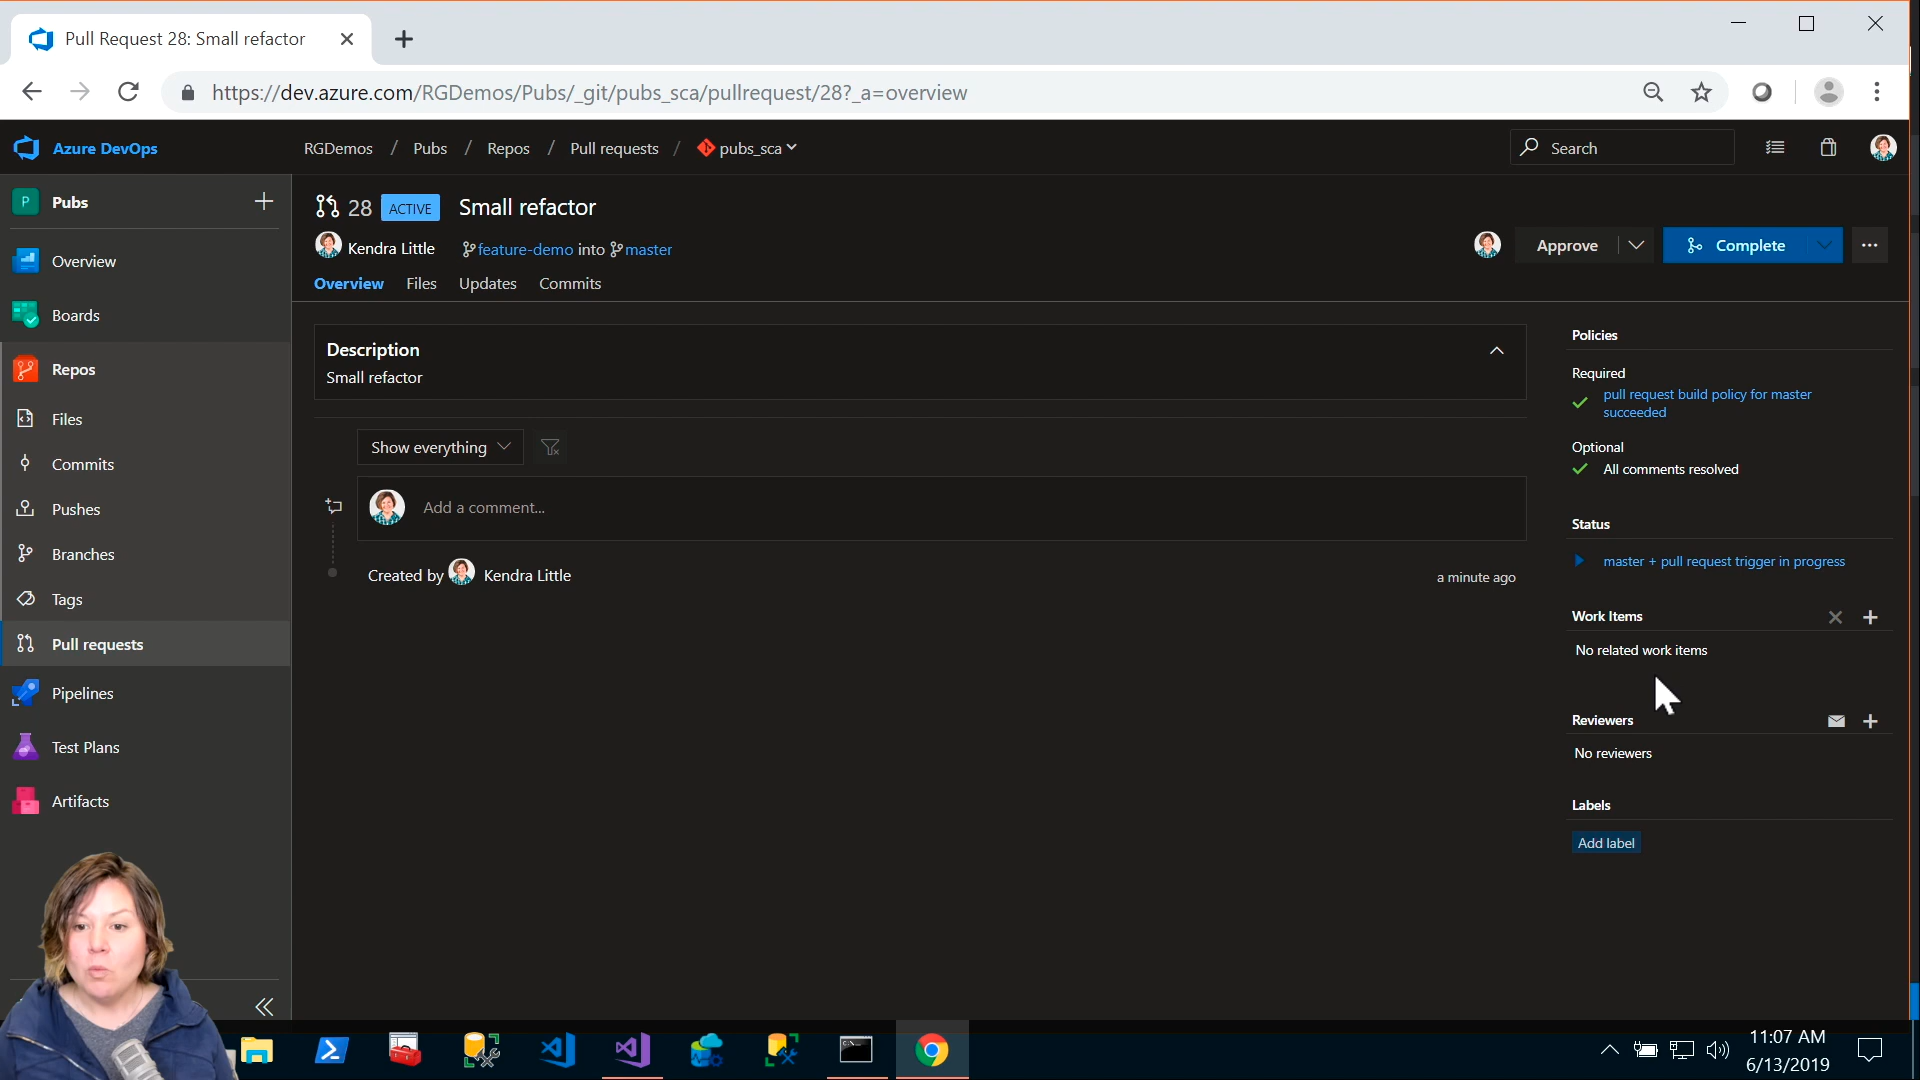 Pull Request 28: Small refactor
https://dev.azure.com/RGDemos/Pubs/_git/pubs_sca/pullrequest/28?_a=overview
Azure DevOps
RGDemos / Pubs / Repos / Pull requests / pubs_sca
Search
P Pubs
28 ACTIVE Small refactor
Kendra Little feature-demo into master
Approve
Complete
Overview Files Updates Commits
Overview
Boards
Repos
Files
Commits
Pushes
Branches
Tags
Pull requests
Pipelines
Test Plans
Artifacts
Description
Small refactor
Show everything
Add a comment...
Created by Kendra Little
a minute ago
Policies
Required
pull request build policy for master
succeeded
Optional
All comments resolved
Status
master + pull request trigger in progress
Work Items
No related work items
Reviewers
No reviewers
Labels
Add label
11:07 AM
6/13/2019